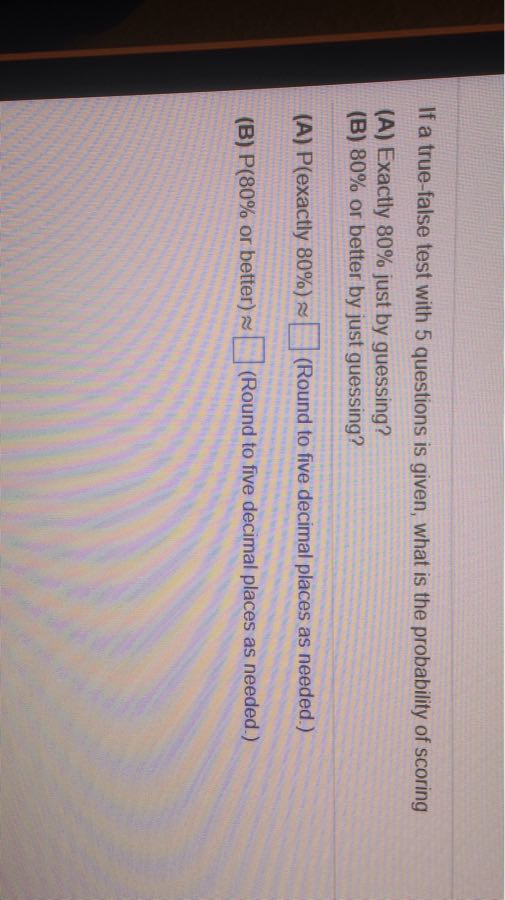 If a true-false test with 5 questions is given, what is the probability of scoring
(A) Exactly 80% just by guessing?
(B) 80% or better by just guessing?
(A) P(exactly 80%) ≈ (Round to five decimal places as needed.)
(B) P(80% or better) ≈ (Round to five decimal places as needed.)